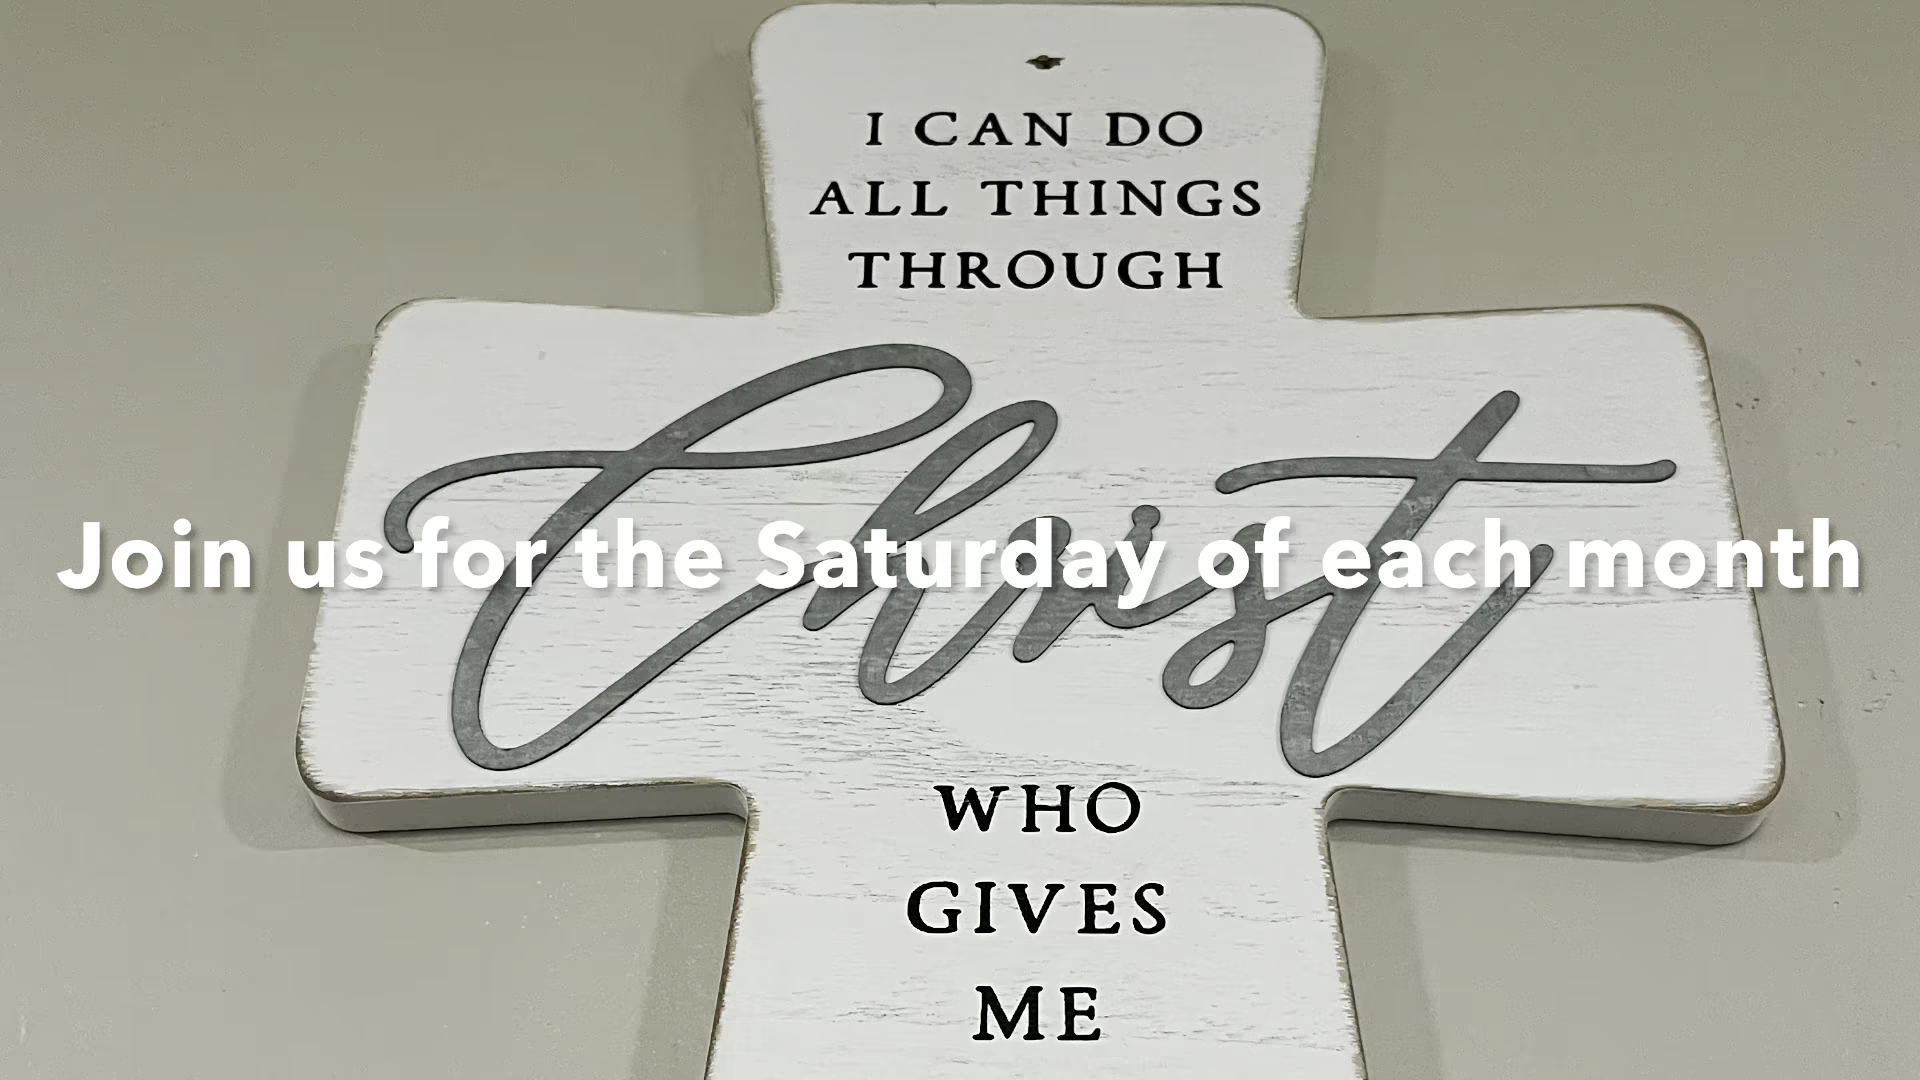 I CAN DO
ALL THINGS
THROUGH
Christ
Join us for the Saturday of each month
WHO
GIVES
ME